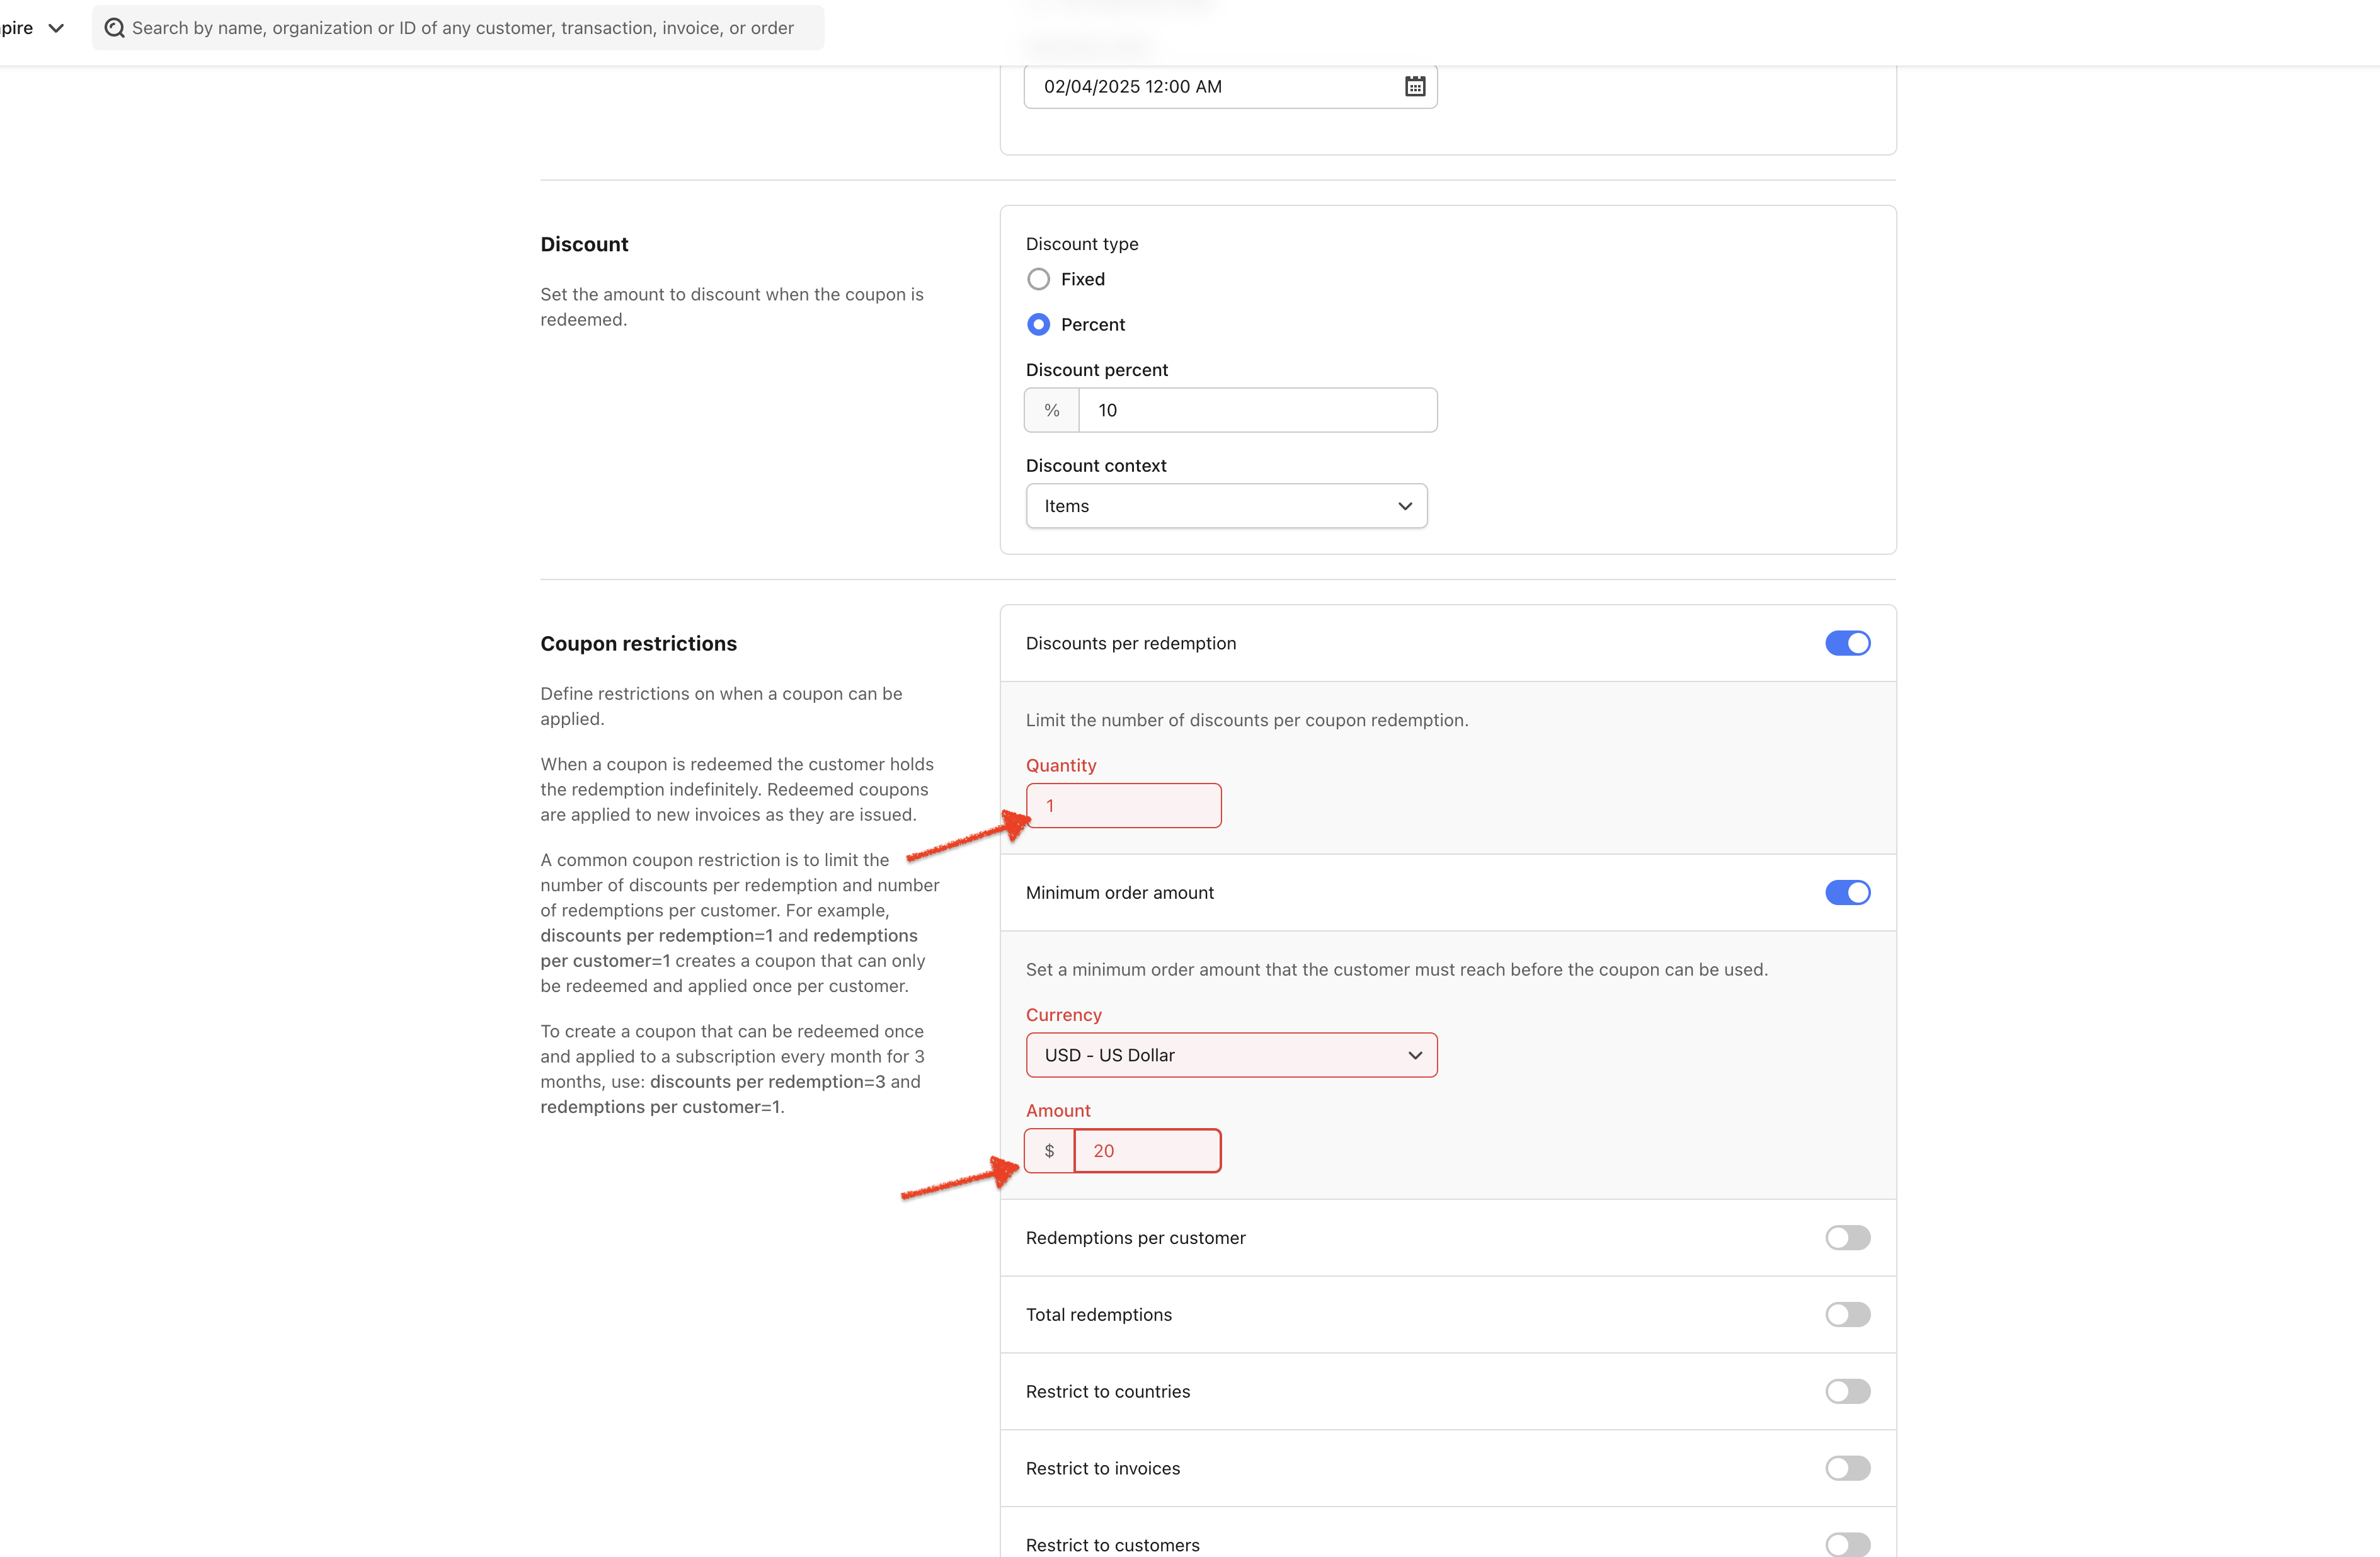 pire
Search by name, organization or ID of any customer, transaction, invoice, or order
02/04/2025 12:00 AM
Discount
Set the amount to discount when the coupon is
redeemed.
Discount type
Fixed
Percent
Discount percent
% 10
Discount context
Items
Coupon restrictions
Define restrictions on when a coupon can be
applied.
When a coupon is redeemed the customer holds
the redemption indefinitely. Redeemed coupons
are applied to new invoices as they are issued.
A common coupon restriction is to limit the
number of discounts per redemption and number
of redemptions per customer. For example,
discounts per redemption=1 and redemptions
per customer=1 creates a coupon that can only
be redeemed and applied once per customer.
To create a coupon that can be redeemed once
and applied to a subscription every month for 3
months, use: discounts per redemption=3 and
redemptions per customer=1.
Discounts per redemption
Limit the number of discounts per coupon redemption.
Quantity
1
Minimum order amount
Set a minimum order amount that the customer must reach before the coupon can be used.
Currency
USD - US Dollar
Amount
$ 20
Redemptions per customer
Total redemptions
Restrict to countries
Restrict to invoices
Restrict to customers